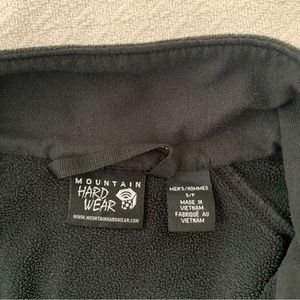 MOUNTAIN
HARD
WEAR
WWW.MOUNTAINHARDWEAR.COM
MEN'S/HOMMES
S/P
MADE IN
VIETNAM
FABRIQUÉ AU
VIETNAM